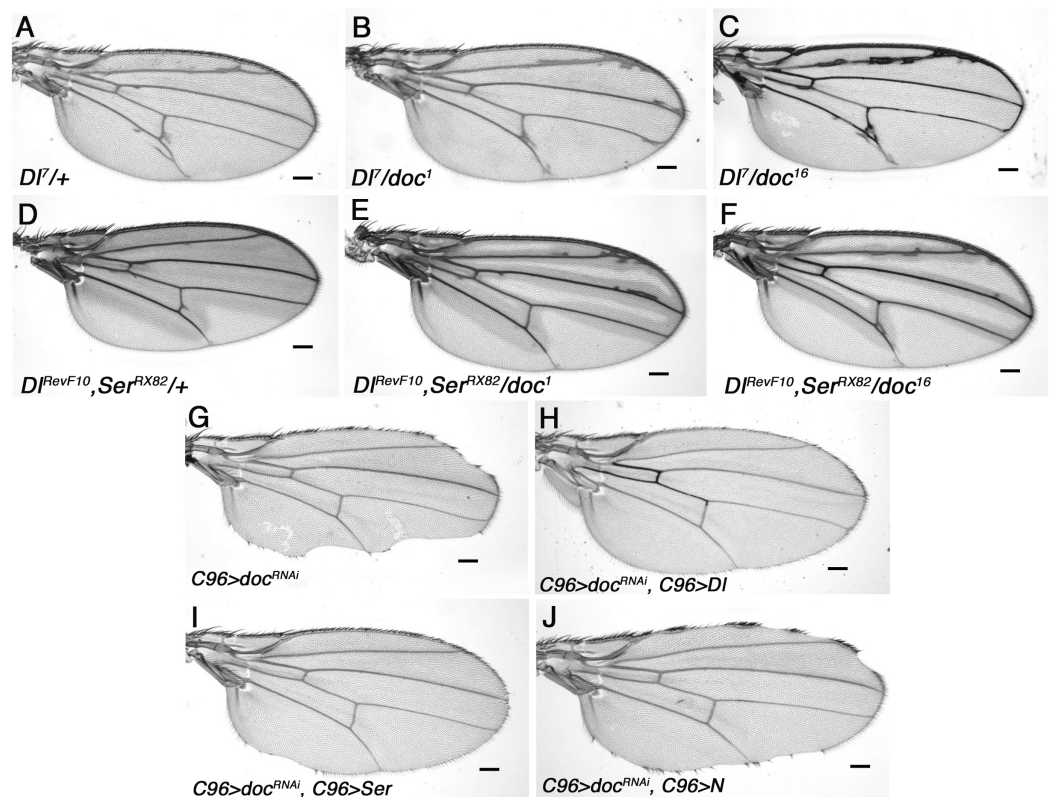 A
B
C
Dl⁷/+
Dl⁷/doc¹
Dl⁷/doc¹⁶
D
E
F
Dlᴿᵉᵛᶠ¹⁰,Serᴿˣ⁸²/+
Dlᴿᵉᵛᶠ¹⁰,Serᴿˣ⁸²/doc¹
Dlᴿᵉᵛᶠ¹⁰,Serᴿˣ⁸²/doc¹⁶
G
H
C96>docᴿᴺᴬⁱ
C96>docᴿᴺᴬⁱ, C96>Dl
I
J
C96>docᴿᴺᴬⁱ, C96>Ser
C96>docᴿᴺᴬⁱ, C96>N